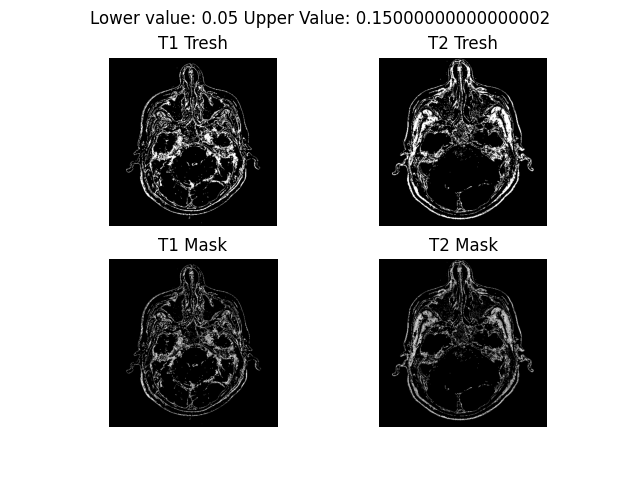 Lower value: 0.05 Upper Value: 0.15000000000000002
T1 Tresh
T2 Tresh
T1 Mask
T2 Mask